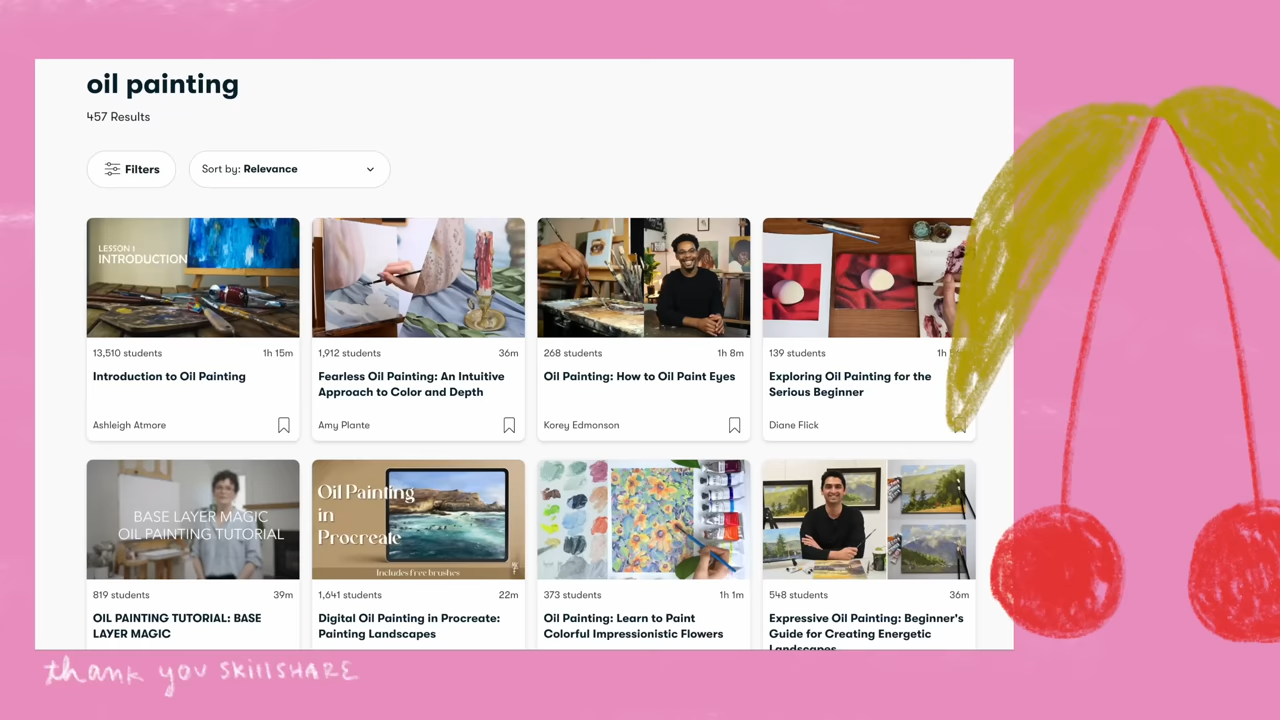 oil painting
457 Results
Filters
Sort by: Relevance
LESSON 1
INTRODUCTION
13,510 students 1h 15m
Introduction to Oil Painting
Ashleigh Atmore
1,912 students 36m
Fearless Oil Painting: An Intuitive
Approach to Color and Depth
Amy Plante
268 students 1h 8m
Oil Painting: How to Oil Paint Eyes
Korey Edmonson
139 students 1h
Exploring Oil Painting for the
Serious Beginner
Diane Flick
BASE LAYER MAGIC
OIL PAINTING TUTORIAL
819 students 39m
OIL PAINTING TUTORIAL: BASE
LAYER MAGIC
Oil Painting
in
Procreate
Includes free brushes
1,641 students 22m
Digital Oil Painting in Procreate:
Painting Landscapes
373 students 1h 1m
Oil Painting: Learn to Paint
Colorful Impressionistic Flowers
548 students 36m
Expressive Oil Painting: Beginner's
Guide for Creating Energetic
Landscapes
thank you SKILLSHARE